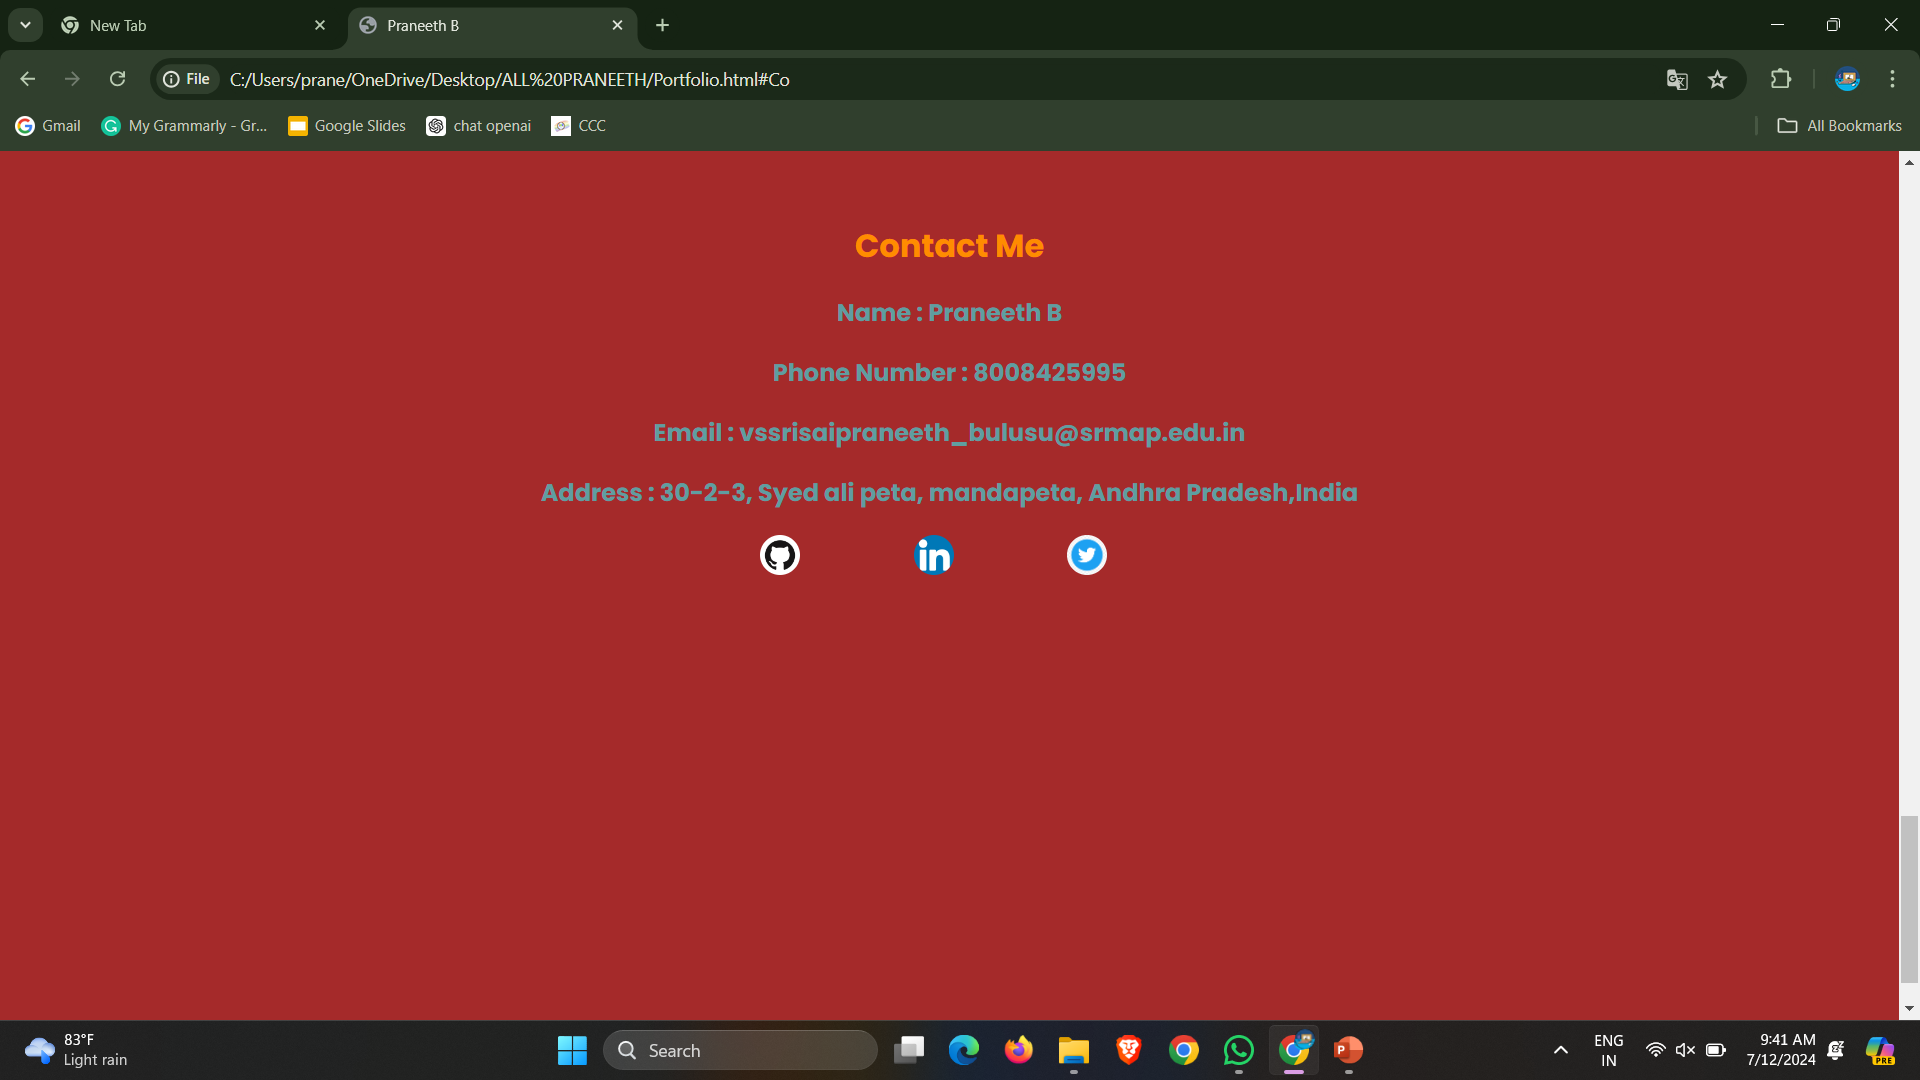 New Tab
Praneeth B
File C:/Users/prane/OneDrive/Desktop/ALL%20PRANEETH/Portfolio.html#Co
Gmail My Grammarly - Gr... Google Slides chat openai CCC All Bookmarks
Contact Me
Name : Praneeth B
Phone Number : 8008425995
Email : vssrisaipraneeth_bulusu@srmap.edu.in
Address : 30-2-3, Syed ali peta, mandapeta, Andhra Pradesh,India
in
83°F
Light rain
Search
P
ENG
IN
9:41 AM
7/12/2024
PRE